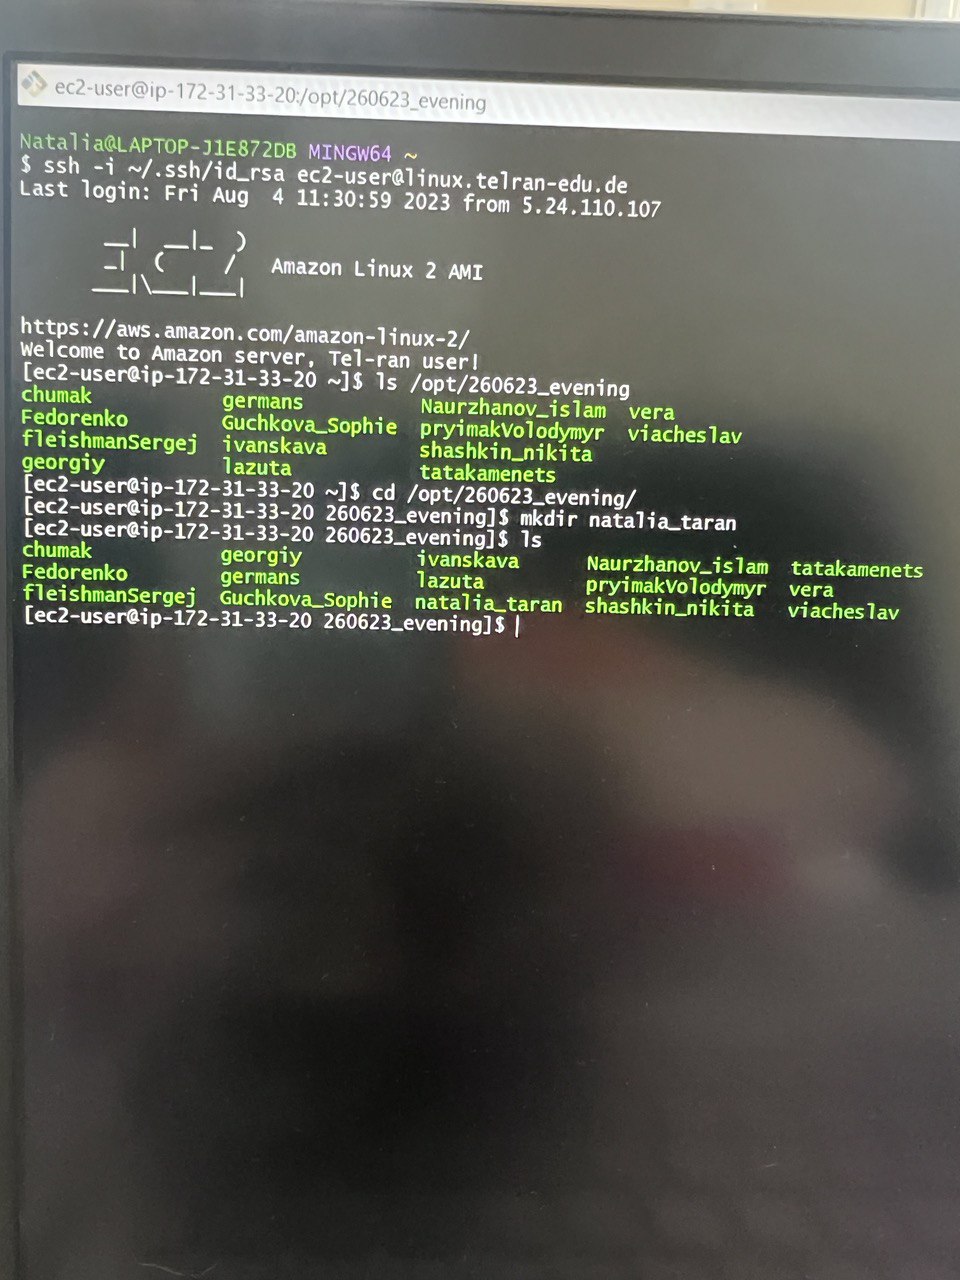 ec2-user@ip-172-31-33-20:/opt/260623_evening
Natalia@LAPTOP-J1E872DB MINGW64 ~
$ ssh -i ~/.ssh/id_rsa ec2-user@linux.telran-edu.de
Last login: Fri Aug  4 11:30:59 2023 from 5.24.110.107
__|  __|_  )
_|  (     /   Amazon Linux 2 AMI
___|\___|___|
https://aws.amazon.com/amazon-linux-2/
Welcome to Amazon server, Tel-ran user!
[ec2-user@ip-172-31-33-20 ~]$ ls /opt/260623_evening
chumak           germans          Naurzhanov_islam  vera
Fedorenko        Guchkova_Sophie  pryimakVolodymyr  viacheslav
fleishmanSergej  ivanskava        shashkin_nikita
georgiy          lazuta           tatakamenets
[ec2-user@ip-172-31-33-20 ~]$ cd /opt/260623_evening/
[ec2-user@ip-172-31-33-20 260623_evening]$ mkdir natalia_taran
[ec2-user@ip-172-31-33-20 260623_evening]$ ls
chumak           georgiy          ivanskava      Naurzhanov_islam  tatakamenets
Fedorenko        germans          lazuta         pryimakVolodymyr  vera
fleishmanSergej  Guchkova_Sophie  natalia_taran  shashkin_nikita   viacheslav
[ec2-user@ip-172-31-33-20 260623_evening]$